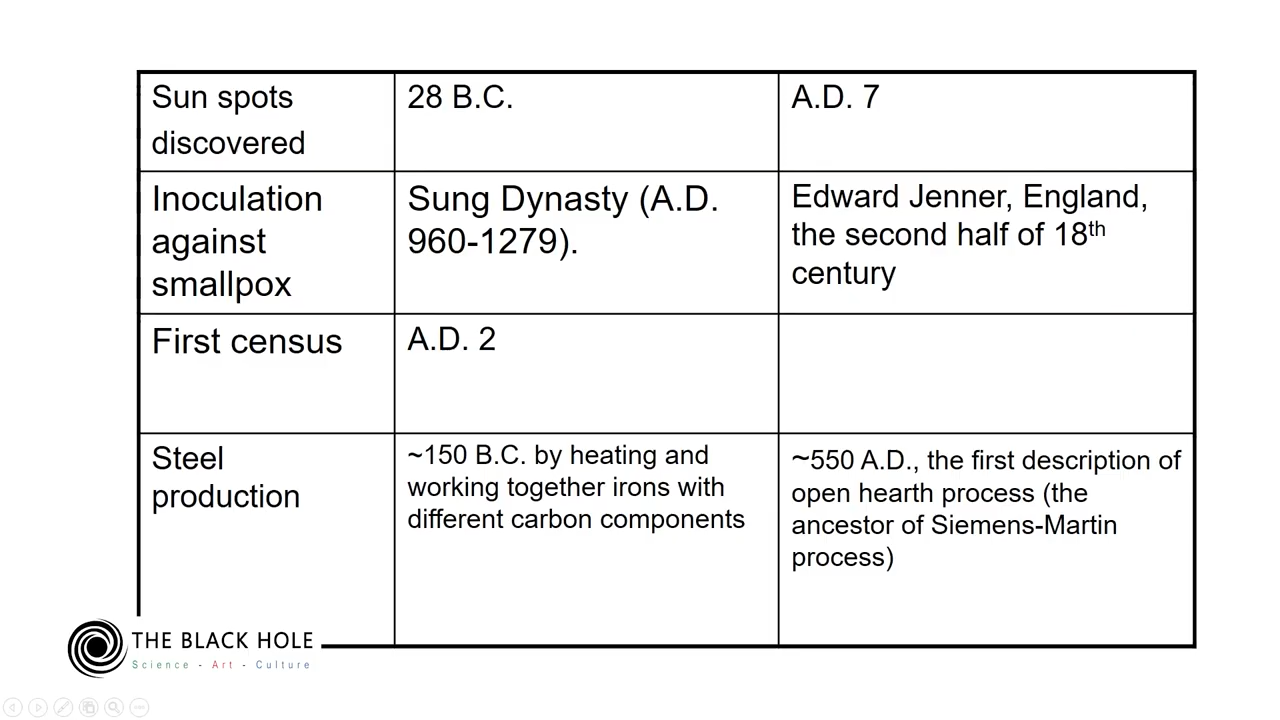 Sun spots
discovered
28 B.C.
A.D. 7
Inoculation
against
smallpox
Sung Dynasty (A.D.
960-1279).
Edward Jenner, England,
the second half of 18th
century
First census
A.D. 2
Steel
production
~150 B.C. by heating and
working together irons with
different carbon components
~550 A.D., the first description of
open hearth process (the
ancestor of Siemens-Martin
process)
THE BLACK HOLE
Science - Art - Culture